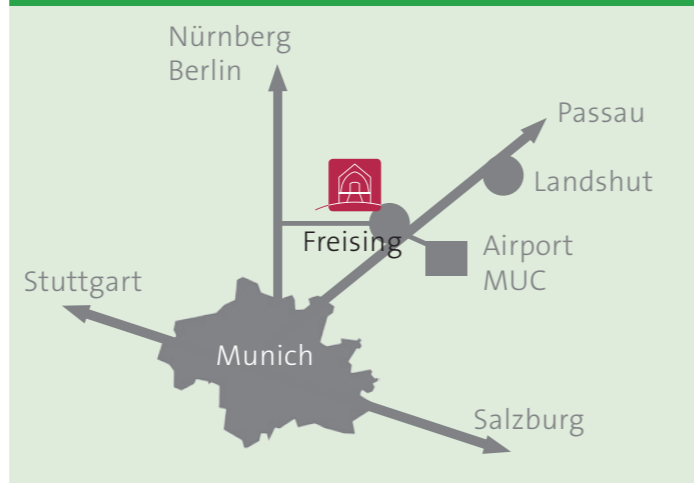 Nürnberg
Berlin
Passau
Landshut
Freising
Airport
MUC
Stuttgart
Munich
Salzburg